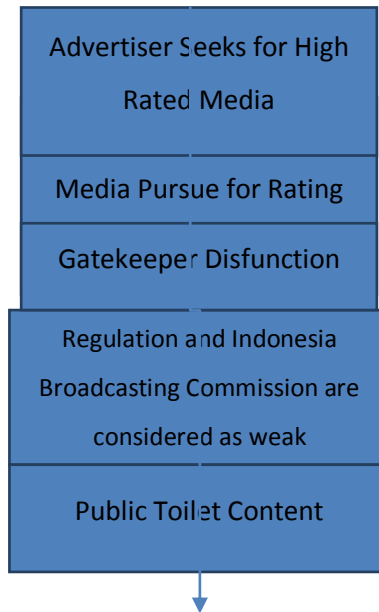 Advertiser Seeks for High
Rated Media
Media Pursue for Rating
Gatekeeper Disfunction
Regulation and Indonesia
Broadcasting Commission are
considered as weak
Public Toilet Content